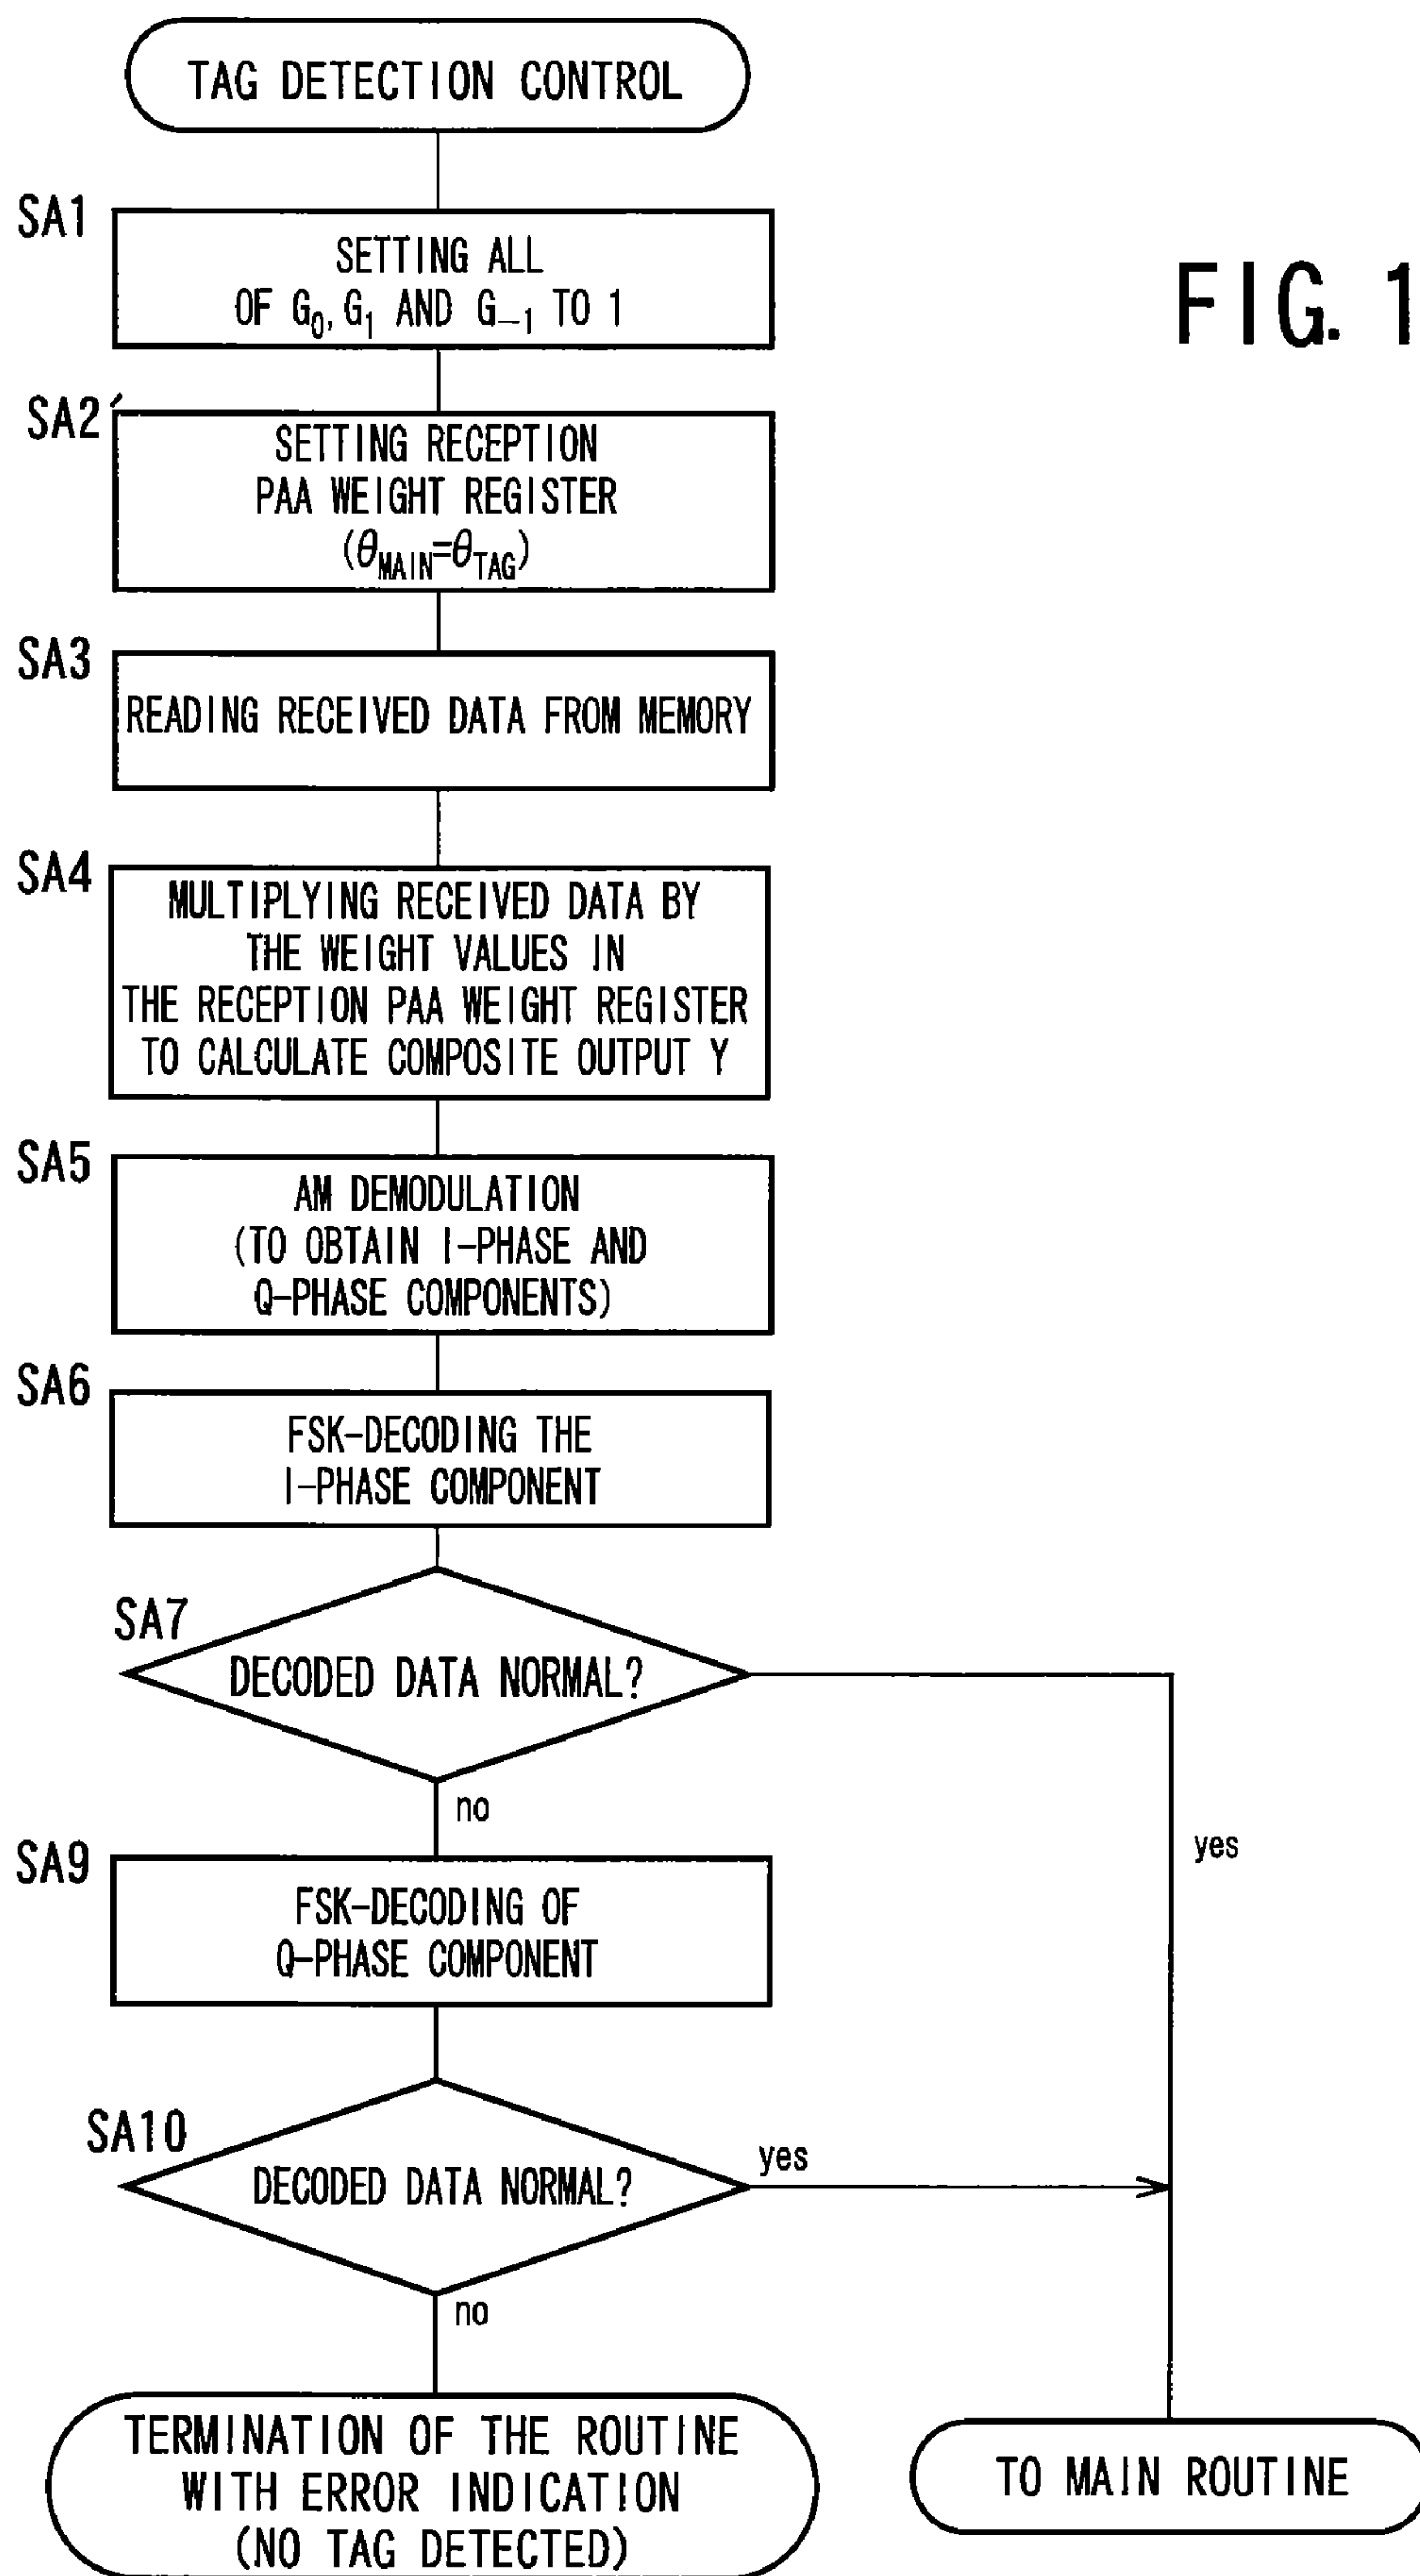 TAG DETECTION CONTROL
SA1
SETTING ALL
OF G₀, G₁ AND G₋₁ TO 1
FIG. 1
SA2´
SETTING RECEPTION
PAA WEIGHT REGISTER
(θMAIN=θTAG)
SA3
READING RECEIVED DATA FROM MEMORY
SA4
MULTIPLYING RECEIVED DATA BY
THE WEIGHT VALUES IN
THE RECEPTION PAA WEIGHT REGISTER
TO CALCULATE COMPOSITE OUTPUT Y
SA5
AM DEMODULATION
(TO OBTAIN I-PHASE AND
Q-PHASE COMPONENTS)
SA6
FSK-DECODING THE
I-PHASE COMPONENT
SA7
DECODED DATA NORMAL?
no
yes
SA9
FSK-DECODING OF
Q-PHASE COMPONENT
SA10
DECODED DATA NORMAL?
yes
no
TERMINATION OF THE ROUTINE
WITH ERROR INDICATION
(NO TAG DETECTED)
TO MAIN ROUTINE